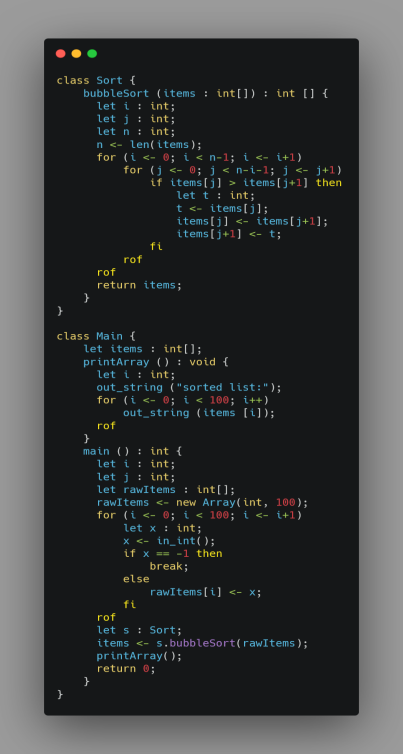 class Sort {
    bubbleSort (items : int[]) : int [] {
      let i : int;
      let j : int;
      let n : int;
      n <- len(items);
      for (i <- 0; i < n-1; i <- i+1)
          for (j <- 0; j < n-i-1; j <- j+1)
              if items[j] > items[j+1] then
                  let t : int;
                  t <- items[j];
                  items[j] <- items[j+1];
                  items[j+1] <- t;
              fi
          rof
      rof
      return items;
    }
}

class Main {
    let items : int[];
    printArray () : void {
      let i : int;
      out_string ("sorted list:");
      for (i <- 0; i < 100; i++)
          out_string (items [i]);
      rof
    }
    main () : int {
      let i : int;
      let j : int;
      let rawItems : int[];
      rawItems <- new Array(int, 100);
      for (i <- 0; i < 100; i <- i+1)
          let x : int;
          x <- in_int();
          if x == -1 then
              break;
          else
              rawItems[i] <- x;
          fi
      rof
      let s : Sort;
      items <- s.bubbleSort(rawItems);
      printArray();
      return 0;
    }
}